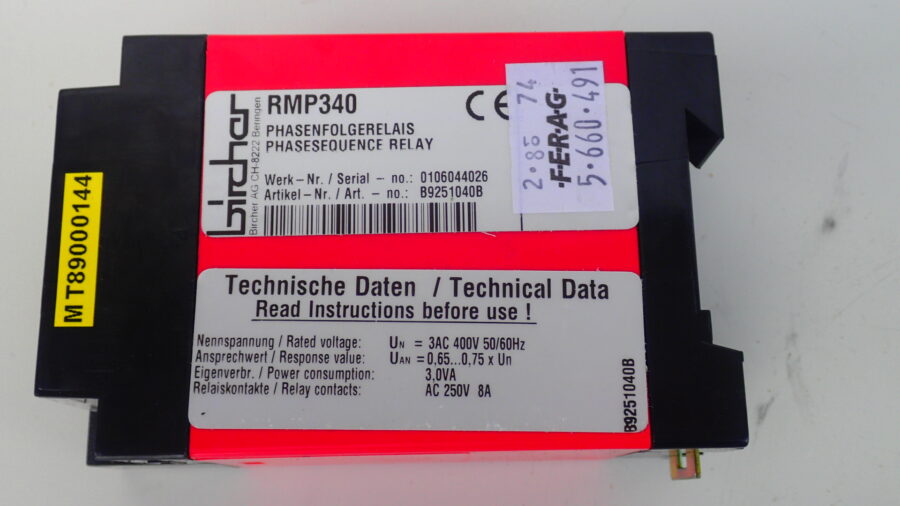 MT89000144
bircher
Bircher AG CH-8222 Beringen
RMP340
CE
PHASENFOLGERELAIS
PHASESEQUENCE RELAY
Werk-Nr. / Serial - no.: 0106044026
Artikel-Nr. / Art. - no.: B9251040B
2.86 74
·F·E·R·A·G·
5·660·491
Technische Daten / Technical Data
Read Instructions before use !
Nennspannung / Rated voltage: UN = 3AC 400V 50/60Hz
Ansprechwert / Response value: UAN = 0,65...0,75 x Un
Eigenverbr. / Power consumption: 3,0VA
Relaiskontakte / Relay contacts: AC 250V 8A
B9251040B